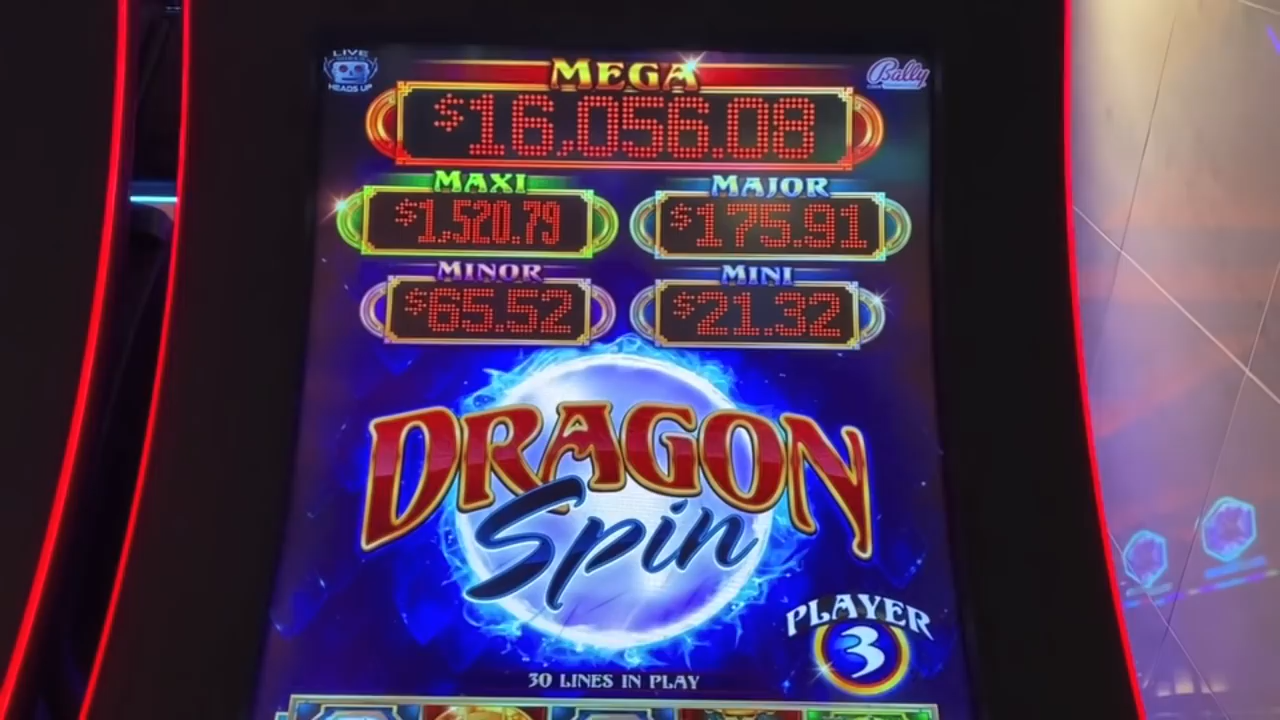 LIVE
HEADS UP
MEGA
Bally
$16,056.08
MAXI
MAJOR
$1,520.79
$175.91
MINOR
MINI
$65.52
$21.32
DRAGON
Spin
PLAYER
3
30 LINES IN PLAY